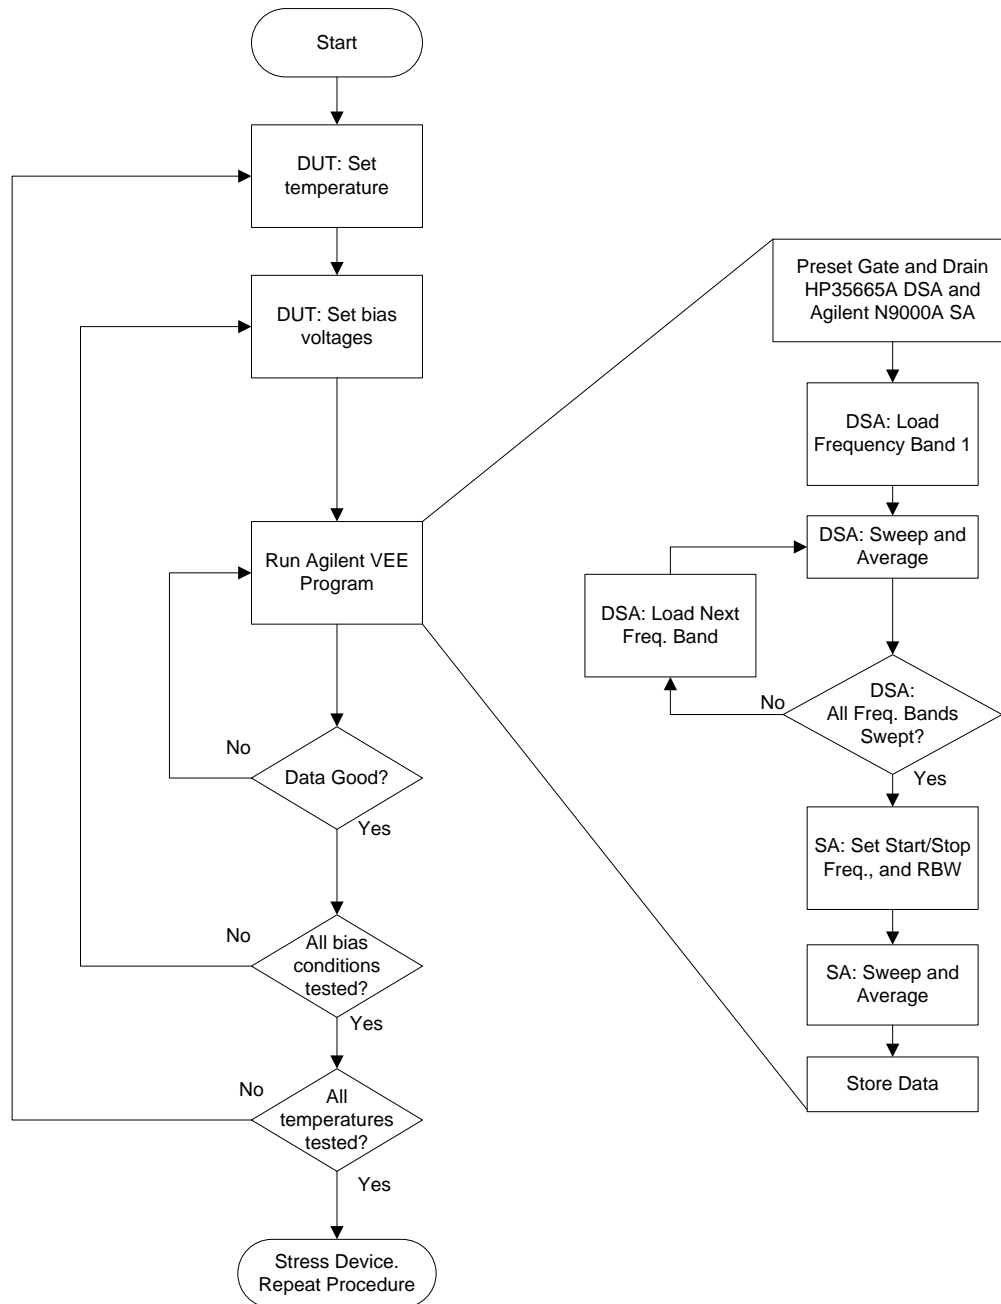 Start
DUT: Set
temperature
DUT: Set bias
voltages
Run Agilent VEE
Program
No
Data Good?
Yes
No
All bias
conditions
tested?
Yes
No
All
temperatures
tested?
Yes
Stress Device.
Repeat Procedure
Preset Gate and Drain
HP35665A DSA and
Agilent N9000A SA
DSA: Load
Frequency Band 1
DSA: Sweep and
Average
DSA: Load Next
Freq. Band
No
DSA:
All Freq. Bands
Swept?
Yes
SA: Set Start/Stop
Freq., and RBW
SA: Sweep and
Average
Store Data